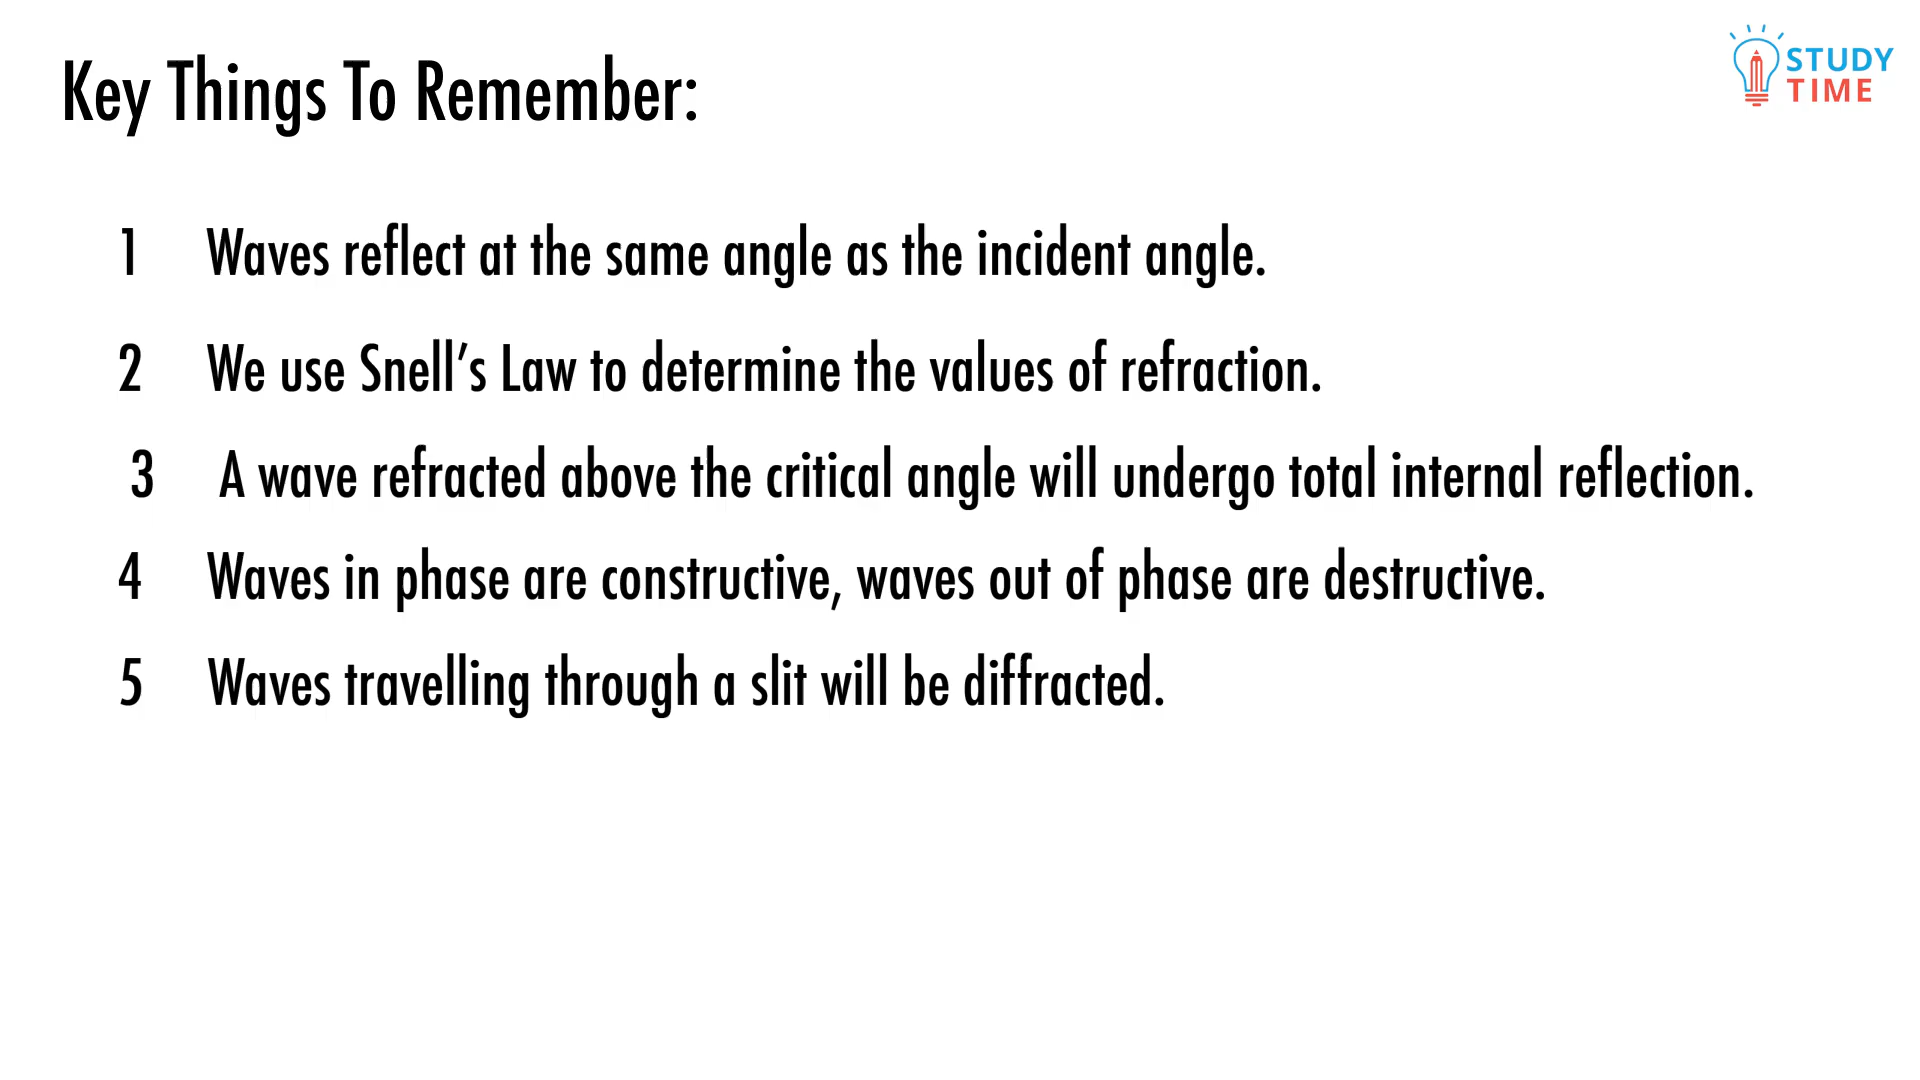 Key Things To Remember:
STUDY
TIME
1 Waves reflect at the same angle as the incident angle.
2 We use Snell’s Law to determine the values of refraction.
3 A wave refracted above the critical angle will undergo total internal reflection.
4 Waves in phase are constructive, waves out of phase are destructive.
5 Waves travelling through a slit will be diffracted.